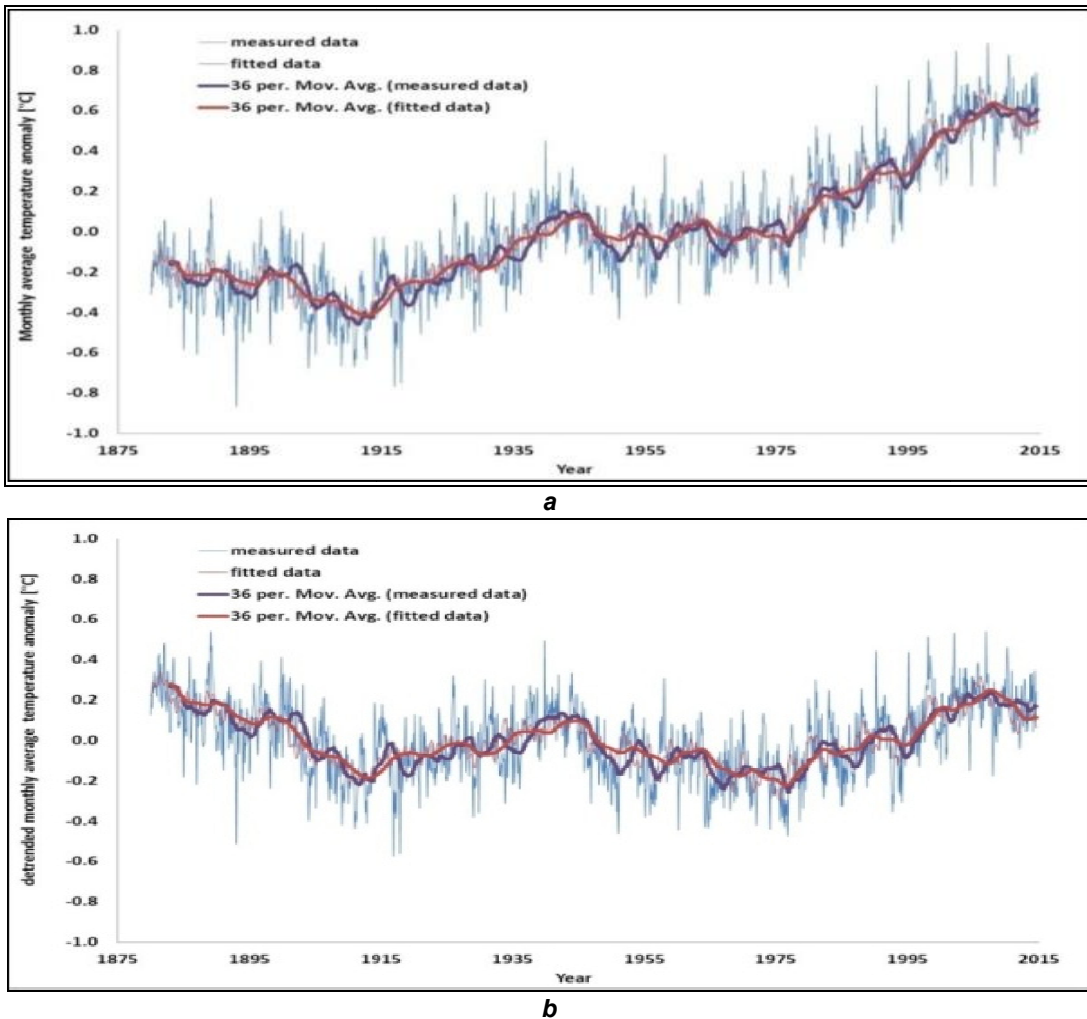 1.0
0.8
0.6
0.4
0.2
0.0
-0.2
-0.4
-0.6
-0.8
-1.0
Monthly average temperature anomaly [°C]
measured data
fitted data
36 per. Mov. Avg. (measured data)
36 per. Mov. Avg. (fitted data)
1875 1895 1915 1935 1955 1975 1995 2015
Year
a
1.0
0.8
0.6
0.4
0.2
0.0
-0.2
-0.4
-0.6
-0.8
-1.0
detrended monthly average temperature anomaly [°C]
measured data
fitted data
36 per. Mov. Avg. (measured data)
36 per. Mov. Avg. (fitted data)
1875 1895 1915 1935 1955 1975 1995 2015
Year
b